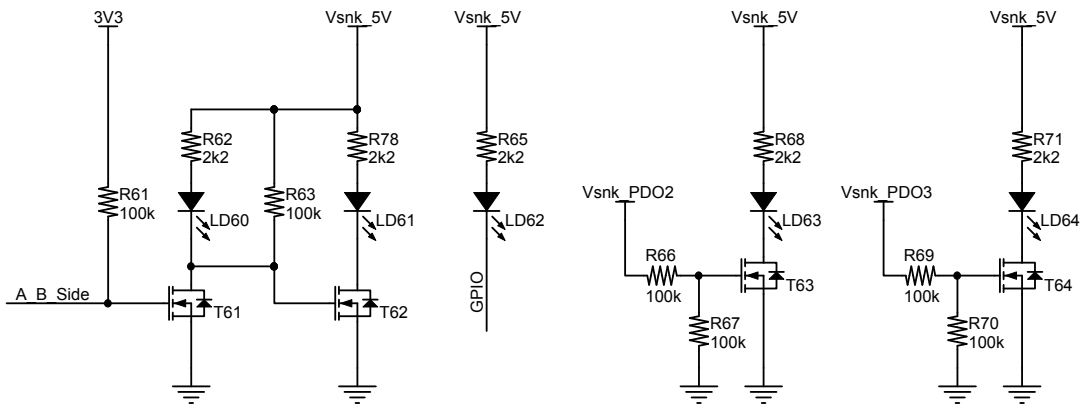 3V3
Vsnk_5V
Vsnk_5V
Vsnk_5V
Vsnk_5V
R62
2k2
R78
2k2
R65
2k2
R68
2k2
R71
2k2
R61
100k
R63
100k
LD60
LD61
LD62
Vsnk_PDO2
LD63
Vsnk_PDO3
LD64
R66
100k
R69
100k
T63
T64
A_B_Side
T61
T62
GPIO
R67
100k
R70
100k